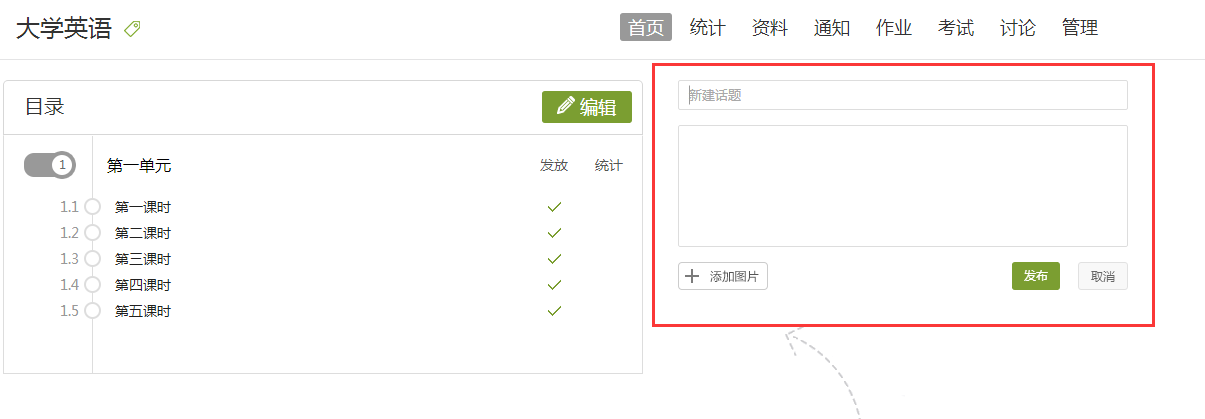 大学英语
首页 统计 资料 通知 作业 考试 讨论 管理
目录 编辑
1 第一单元 发放 统计
1.1 第一课时
1.2 第二课时
1.3 第三课时
1.4 第四课时
1.5 第五课时
新建话题
添加图片 发布 取消